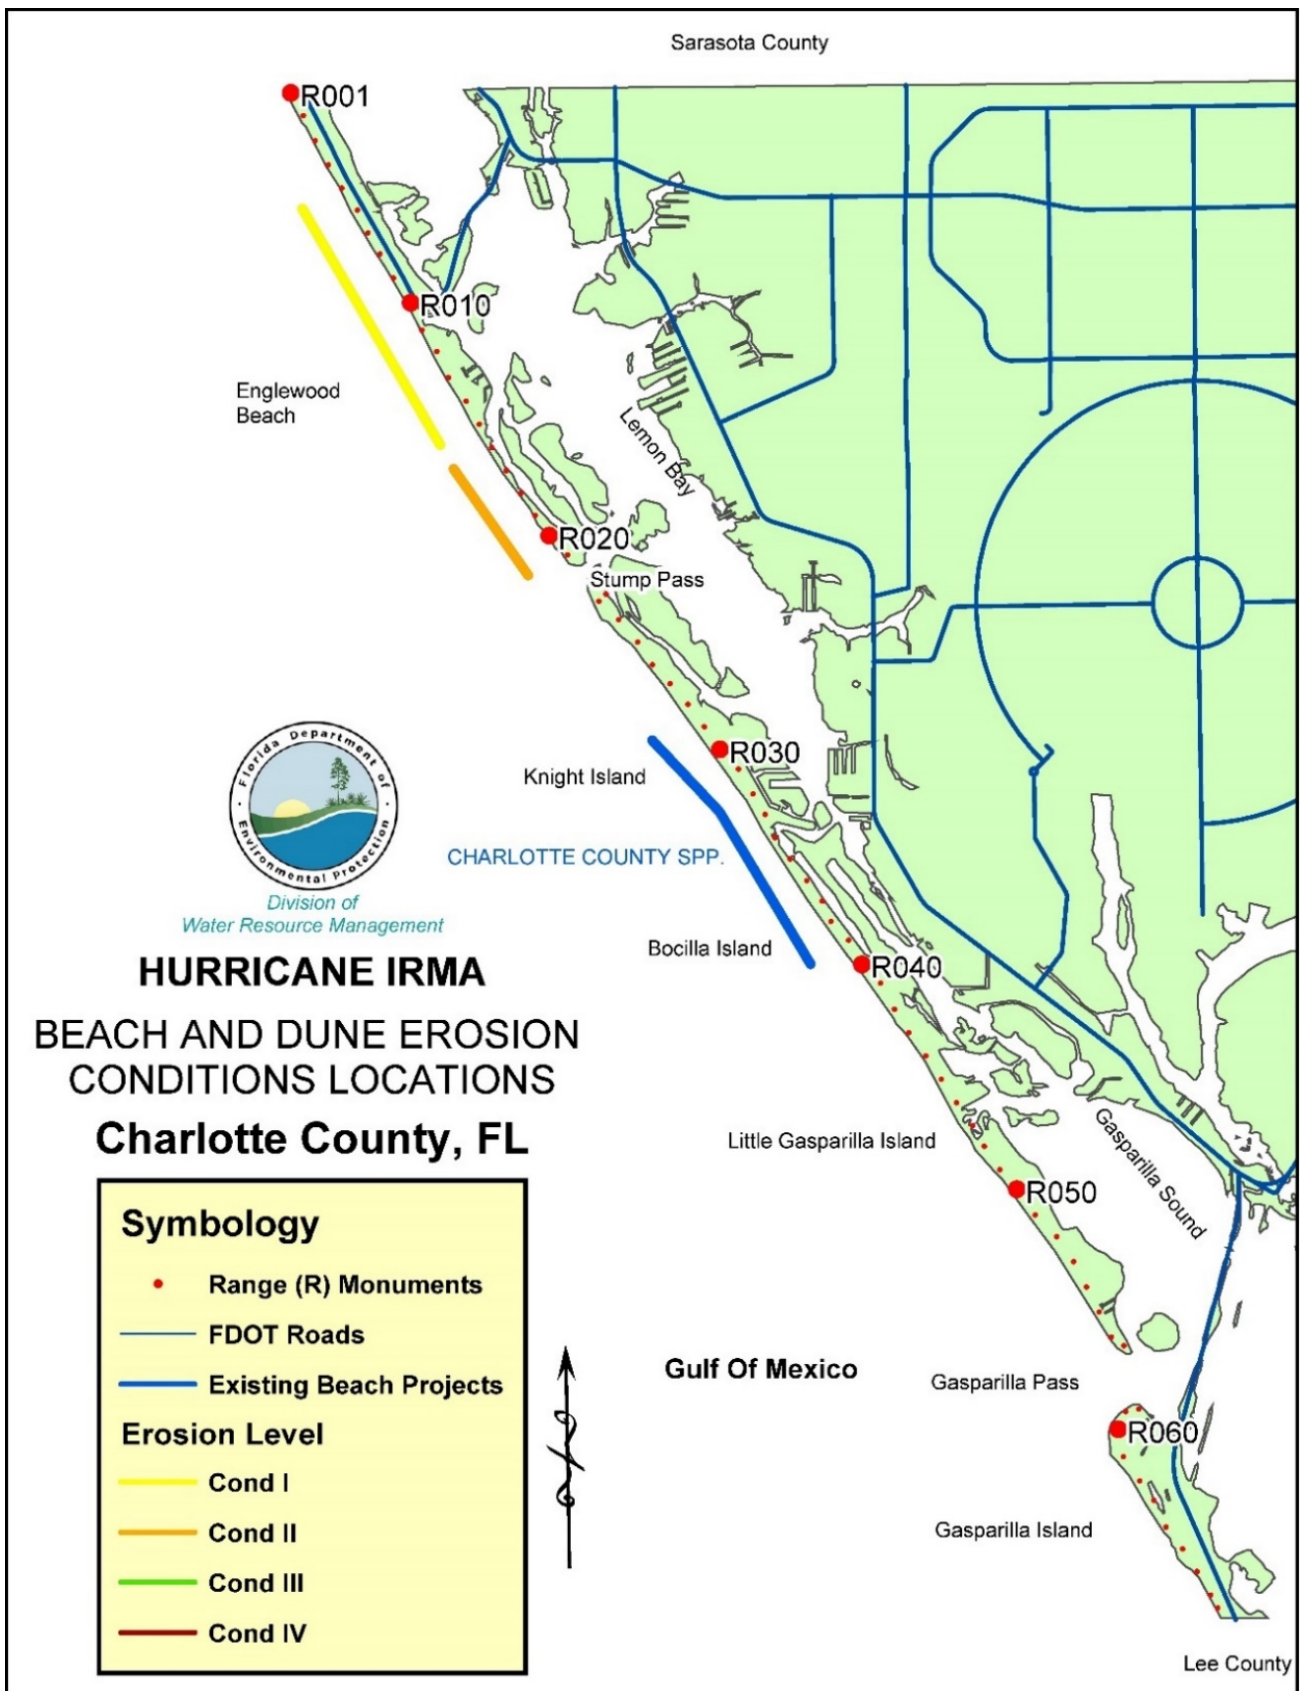 Sarasota County
R001
R010
Englewood
Beach
Lemon Bay
R020
Stump Pass
R030
Knight Island
Florida Department of
Environmental Protection
CHARLOTTE COUNTY SPP.
Division of
Water Resource Management
Bocilla Island
R040
HURRICANE IRMA
BEACH AND DUNE EROSION
CONDITIONS LOCATIONS
Charlotte County, FL
Little Gasparilla Island
Gasparilla Sound
R050
Symbology
Range (R) Monuments
FDOT Roads
Existing Beach Projects
Erosion Level
Cond I
Cond II
Cond III
Cond IV
Gulf Of Mexico
Gasparilla Pass
R060
Gasparilla Island
Lee County